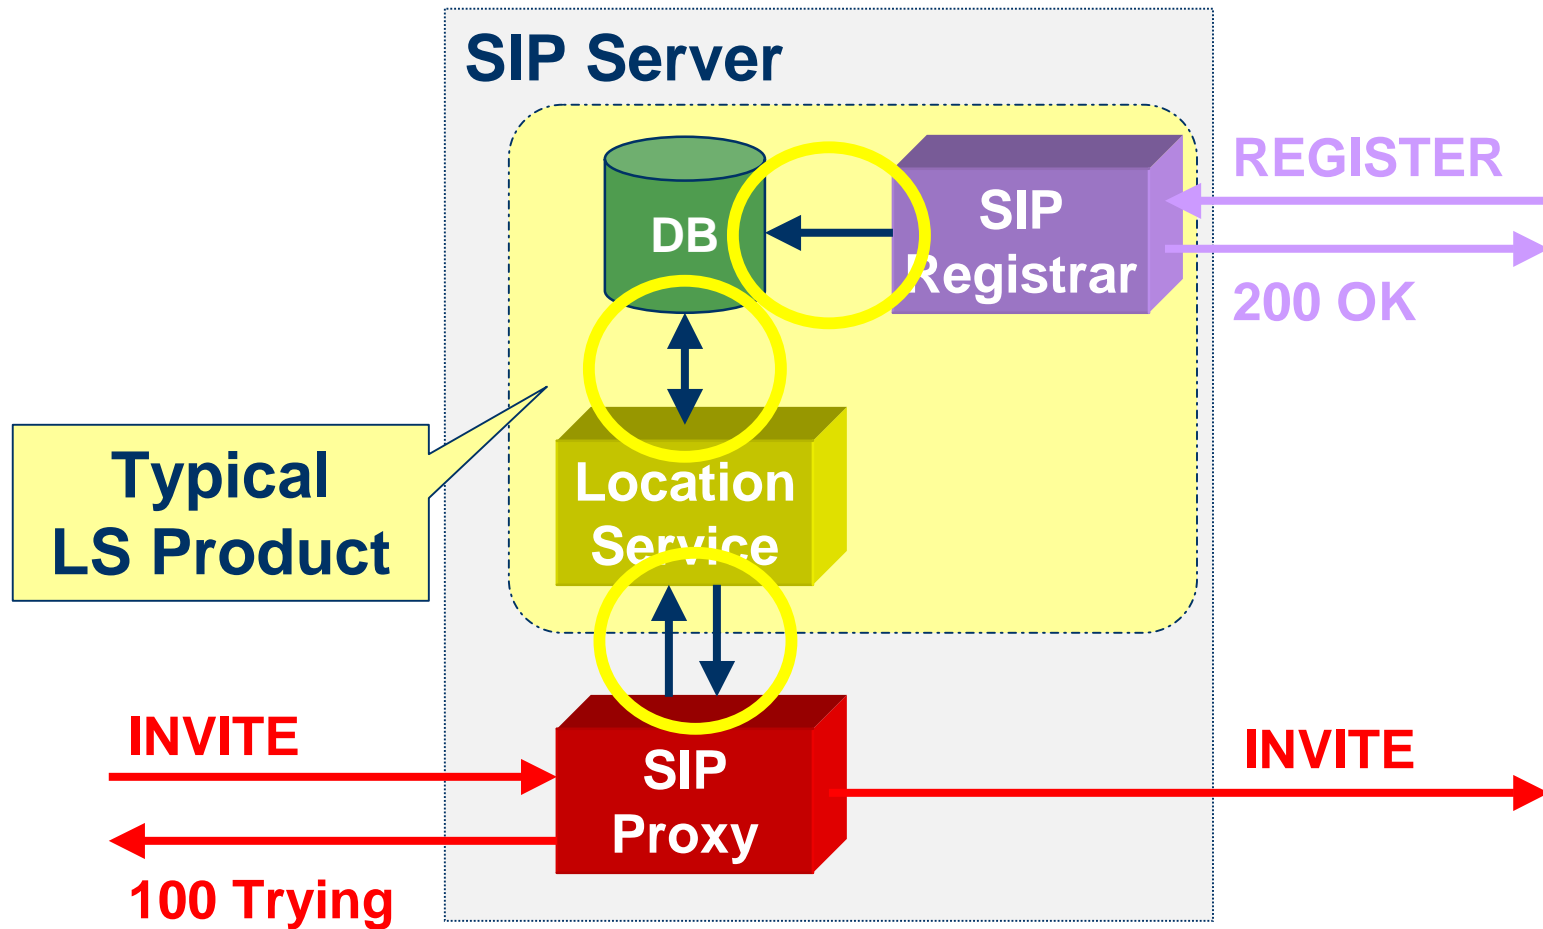 SIP Server
REGISTER
SIP
Registrar
DB
200 OK
Typical
LS Product
Location
Service
INVITE
SIP
Proxy
INVITE
100 Trying